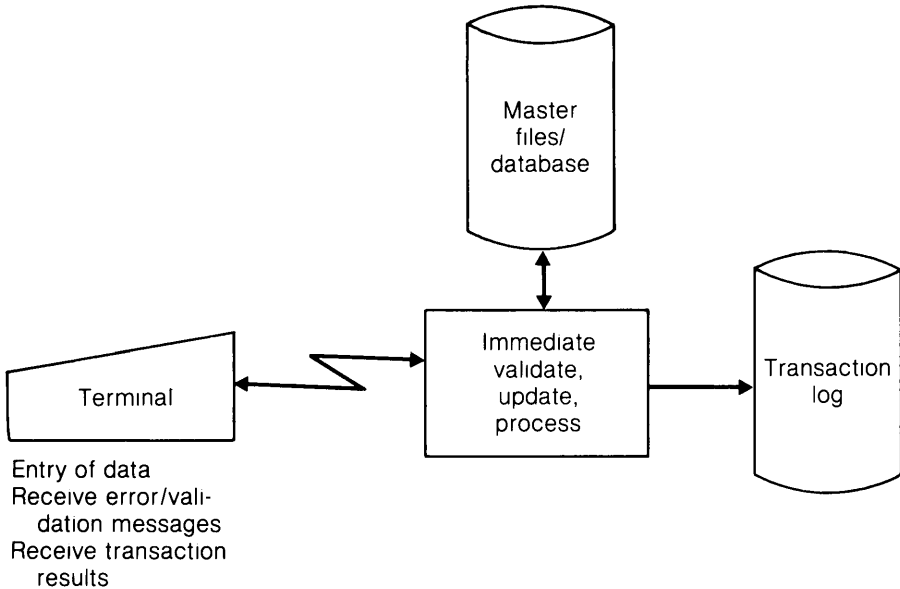 Master
files/
database
Immediate
validate,
update,
process
Transaction
log
Terminal
Entry of data
Receive error/vali-
dation messages
Receive transaction
results